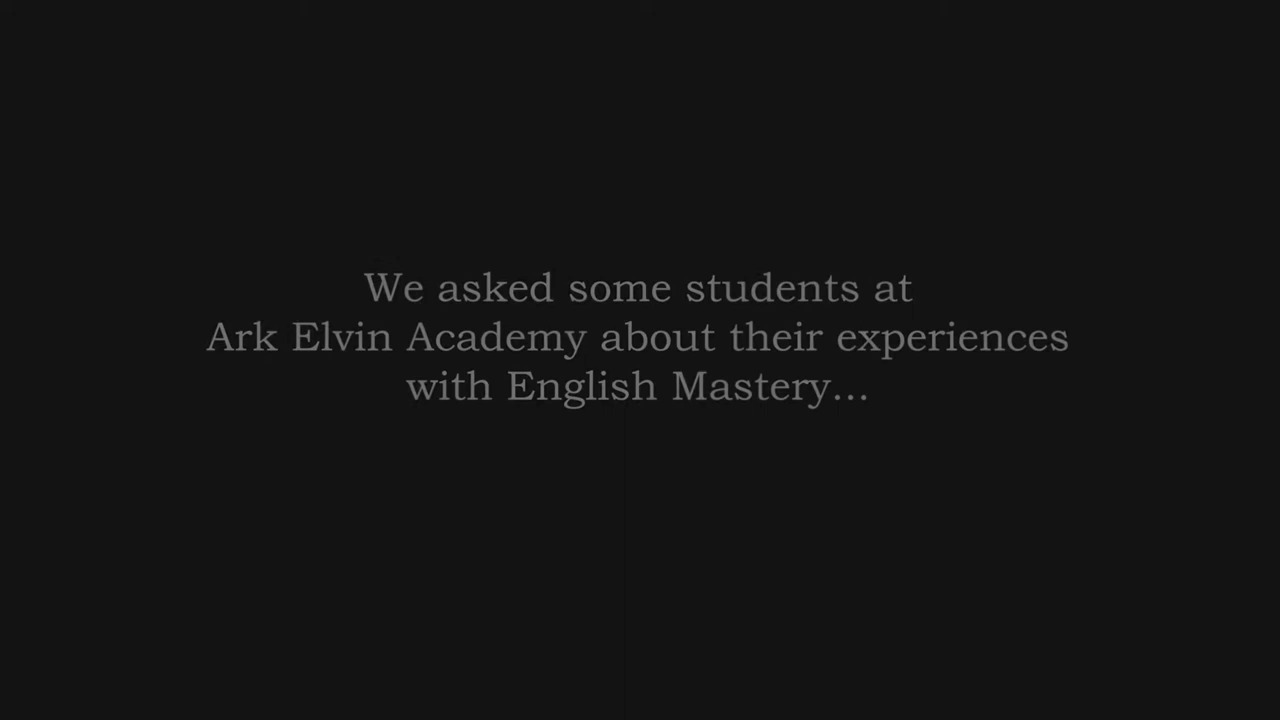 We asked some students at
Ark Elvin Academy about their experiences
with English Mastery...